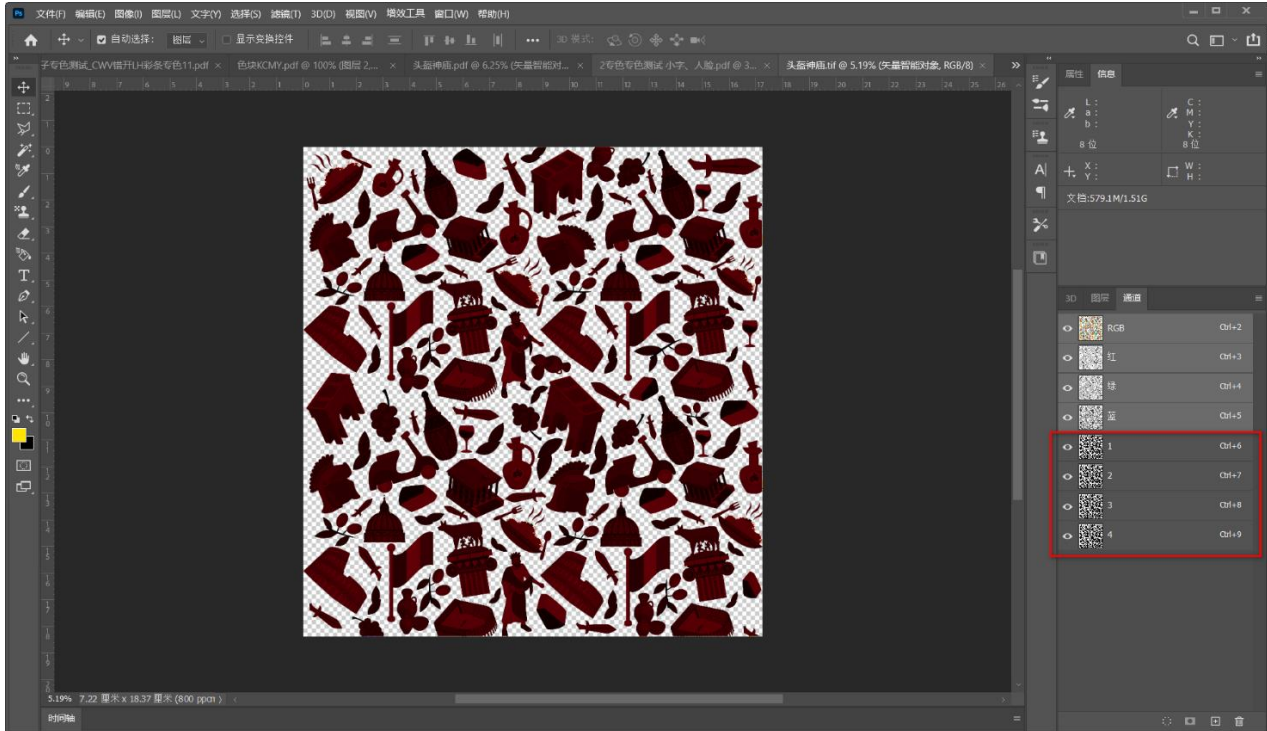 文件(F) 编辑(E) 图像(I) 图层(L) 文字(Y) 选择(S) 滤镜(T) 3D(D) 视图(V) 增效工具 窗口(W) 帮助(H)
自动选择: 图层 显示变换控件 3D 模式:
子专色测试_CWV错开LH彩条专色11.pdf × 色块KCMY.pdf @ 100% (图层 2,... × 头盔神庙.pdf @ 6.25% (矢量智能对... × 2专色专色测试 小字、人脸.pdf @ 3... × 头盔神庙.tif @ 5.19% (矢量智能对象, RGB/8) ×
属性 信息
L:
a:
b:
8 位
C:
M:
Y:
K:
8 位
X:
Y:
W:
H:
文档:579.1M/1.51G
3D 图层 通道
RGB Ctrl+2
红 Ctrl+3
绿 Ctrl+4
蓝 Ctrl+5
1 Ctrl+6
2 Ctrl+7
3 Ctrl+8
4 Ctrl+9
5.19% 7.22 厘米 x 18.37 厘米 (800 ppcm)
时间轴